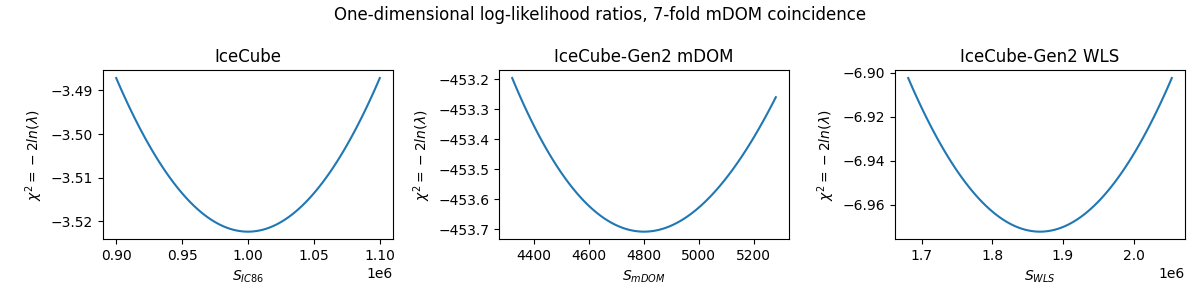 One-dimensional log-likelihood ratios, 7-fold mDOM coincidence
IceCube
−3.49
−3.50
−3.51
−3.52
χ² = − 2ln(λ)
0.90 0.95 1.00 1.05 1.10
1e6
S_IC86
IceCube-Gen2 mDOM
−453.2
−453.3
−453.4
−453.5
−453.6
−453.7
χ² = − 2ln(λ)
4400 4600 4800 5000 5200
S_mDOM
IceCube-Gen2 WLS
−6.90
−6.92
−6.94
−6.96
χ² = − 2ln(λ)
1.7 1.8 1.9 2.0
1e6
S_WLS